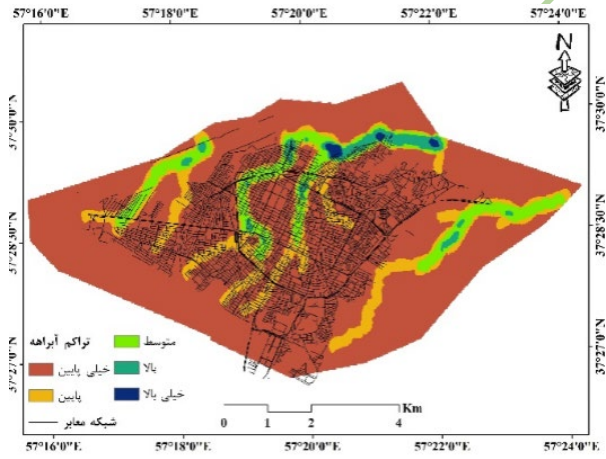 57°16'0"E 57°18'0"E 57°20'0"E 57°22'0"E 57°24'0"E
N
37°30'0"N 37°30'0"N
37°28'30"N 37°28'30"N
37°27'0"N 37°27'0"N
تراکم آبراهه
خیلی پایین
پایین
متوسط
بالا
خیلی بالا
شبکه معابر
Km
0 1 2 4
57°16'0"E 57°18'0"E 57°20'0"E 57°22'0"E 57°24'0"E